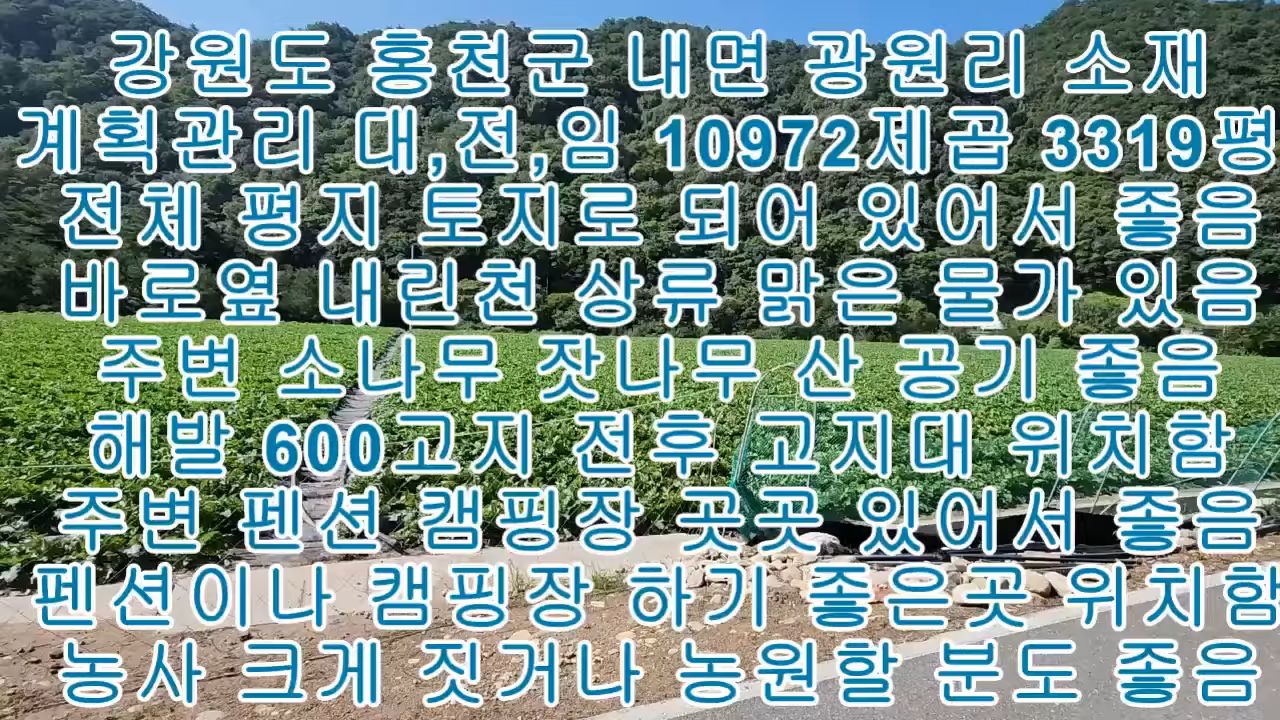 강원도 홍천군 내면 광원리 소재
계획관리 대,전,임 10972제곱 3319평
전체 평지 토지로 되어 있어서 좋음
바로옆 내린천 상류 맑은 물가 있음
주변 소나무 잣나무 산 공기 좋음
해발 600고지 전후 고지대 위치함
주변 펜션 캠핑장 곳곳 있어서 좋음
펜션이나 캠핑장 하기 좋은곳 위치함
농사 크게 짓거나 농원할 분도 좋음